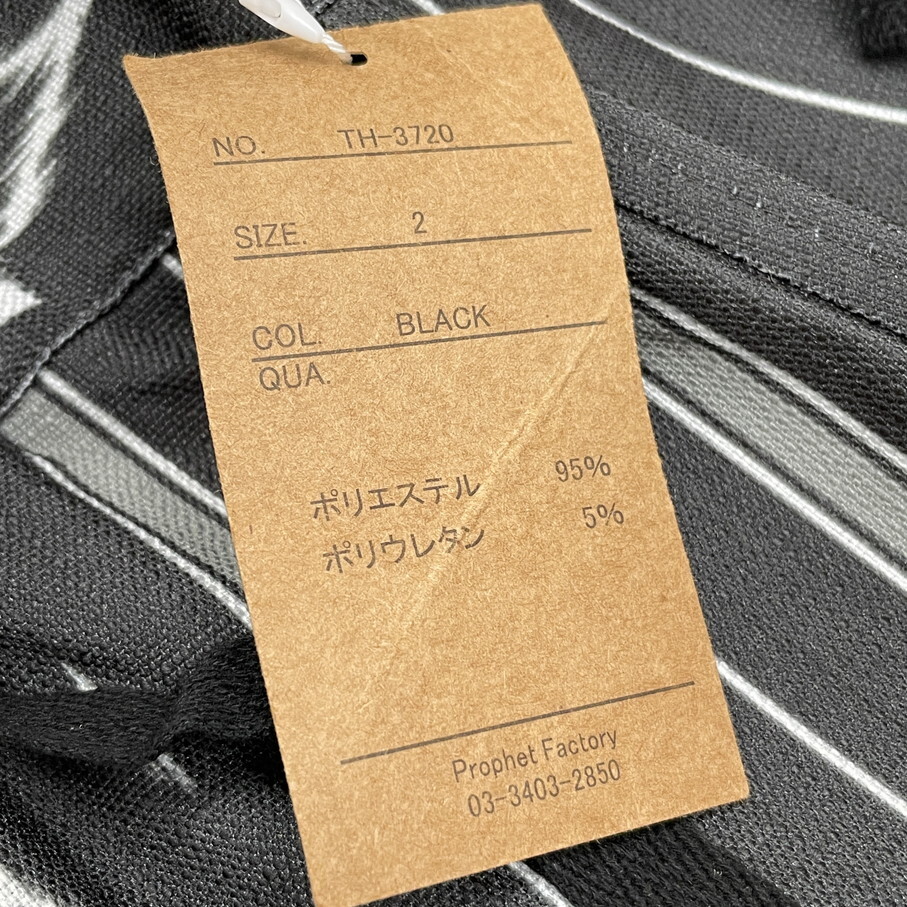 NO. TH-3720
SIZE. 2
COL. BLACK
QUA.
ポリエステル 95%
ポリウレタン 5%
Prophet Factory
03-3403-2850